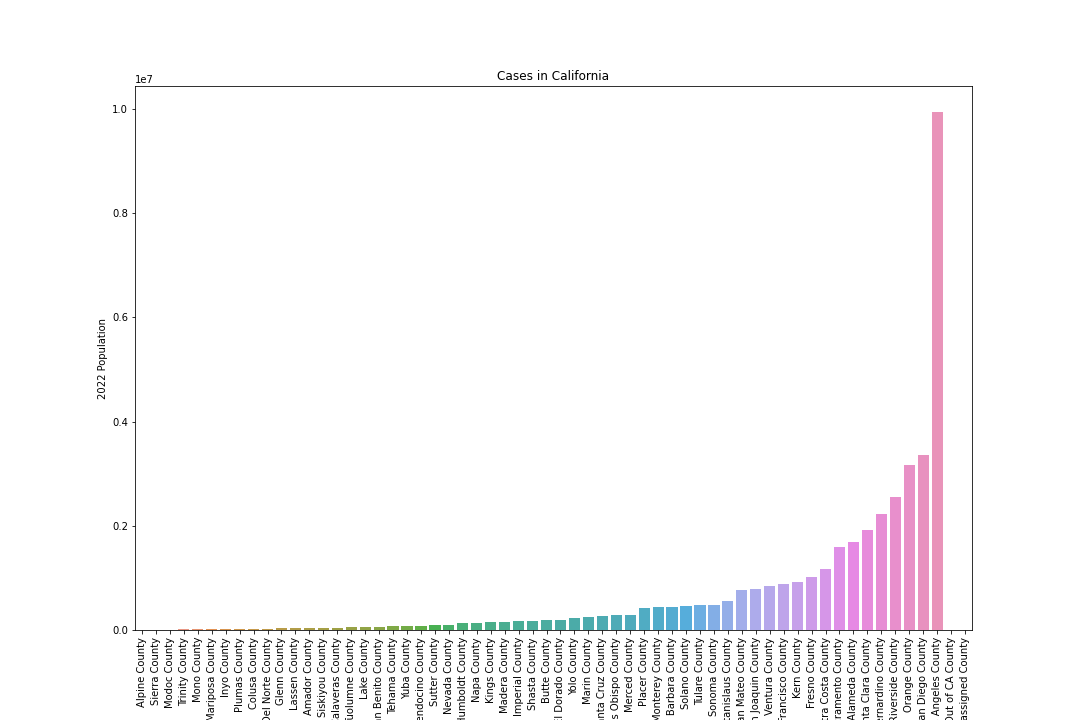 Cases in California
1e7
1.0
0.8
0.6
0.4
0.2
0.0
2022 Population
Alpine County
Sierra County
Modoc County
Trinity County
Mono County
Mariposa County
Inyo County
Plumas County
Colusa County
Del Norte County
Glenn County
Lassen County
Amador County
Siskiyou County
alaveras County
uolumne County
Lake County
an Benito County
Tehama County
Yuba County
endocino County
Sutter County
Nevada County
umboldt County
Napa County
Kings County
Madera County
Imperial County
Shasta County
Butte County
l Dorado County
Yolo County
Marin County
nta Cruz County
s Obispo County
Merced County
Placer County
Monterey County
Barbara County
Solano County
Tulare County
Sonoma County
tanislaus County
an Mateo County
n Joaquin County
Ventura County
Francisco County
Kern County
Fresno County
tra Costa County
ramento County
Alameda County
nta Clara County
ernardino County
Riverside County
Orange County
an Diego County
Angeles County
Out of CA County
assigned County